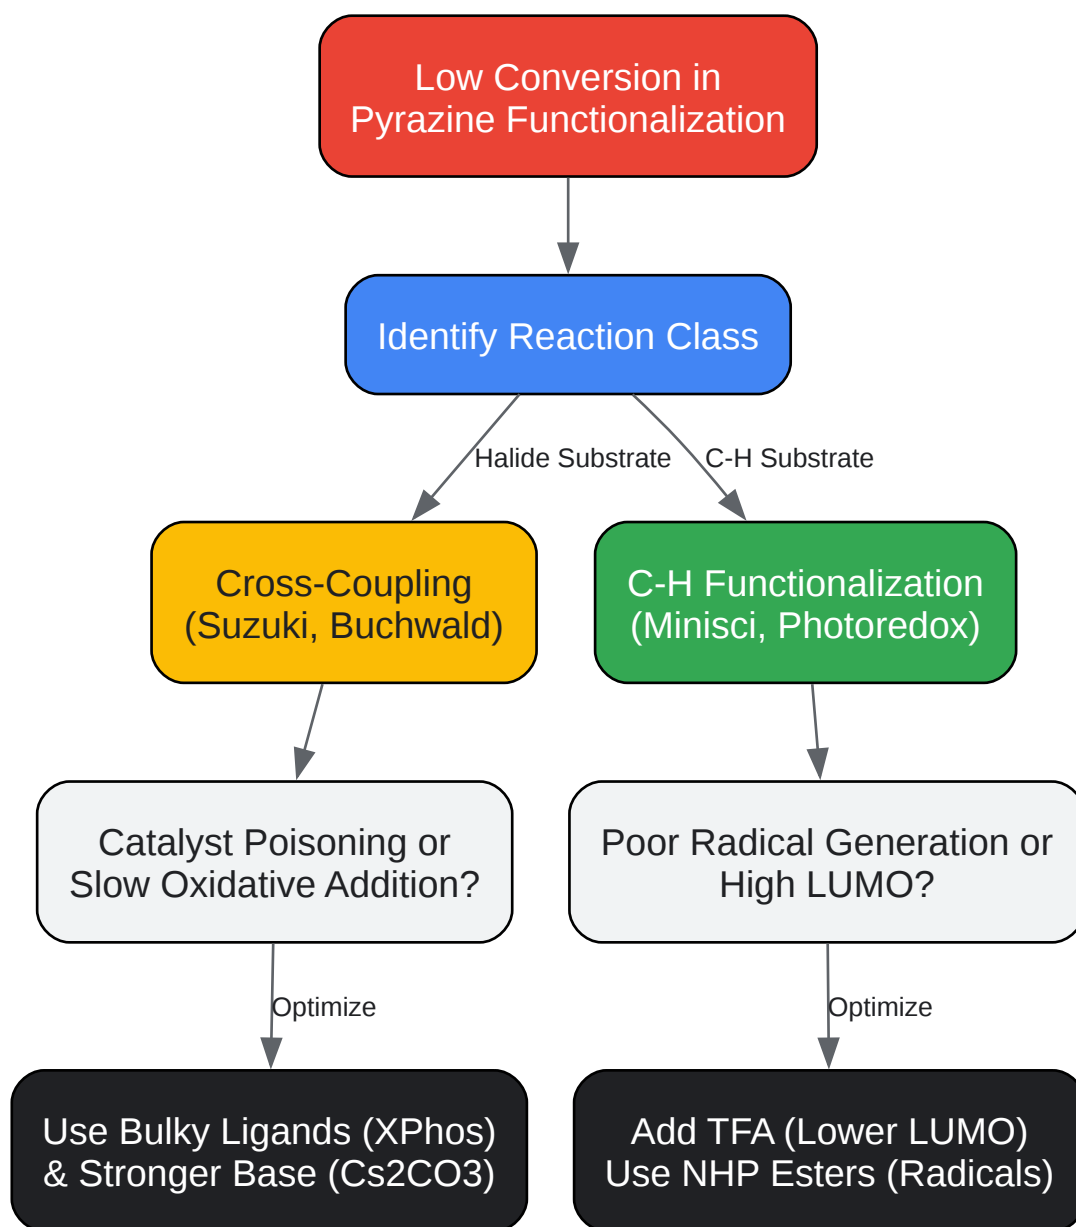 Low Conversion in
Pyrazine Functionalization
Identify Reaction Class
Halide Substrate
C-H Substrate
Cross-Coupling
(Suzuki, Buchwald)
C-H Functionalization
(Minisci, Photoredox)
Catalyst Poisoning or
Slow Oxidative Addition?
Poor Radical Generation or
High LUMO?
Optimize
Optimize
Use Bulky Ligands (XPhos)
& Stronger Base (Cs2CO3)
Add TFA (Lower LUMO)
Use NHP Esters (Radicals)